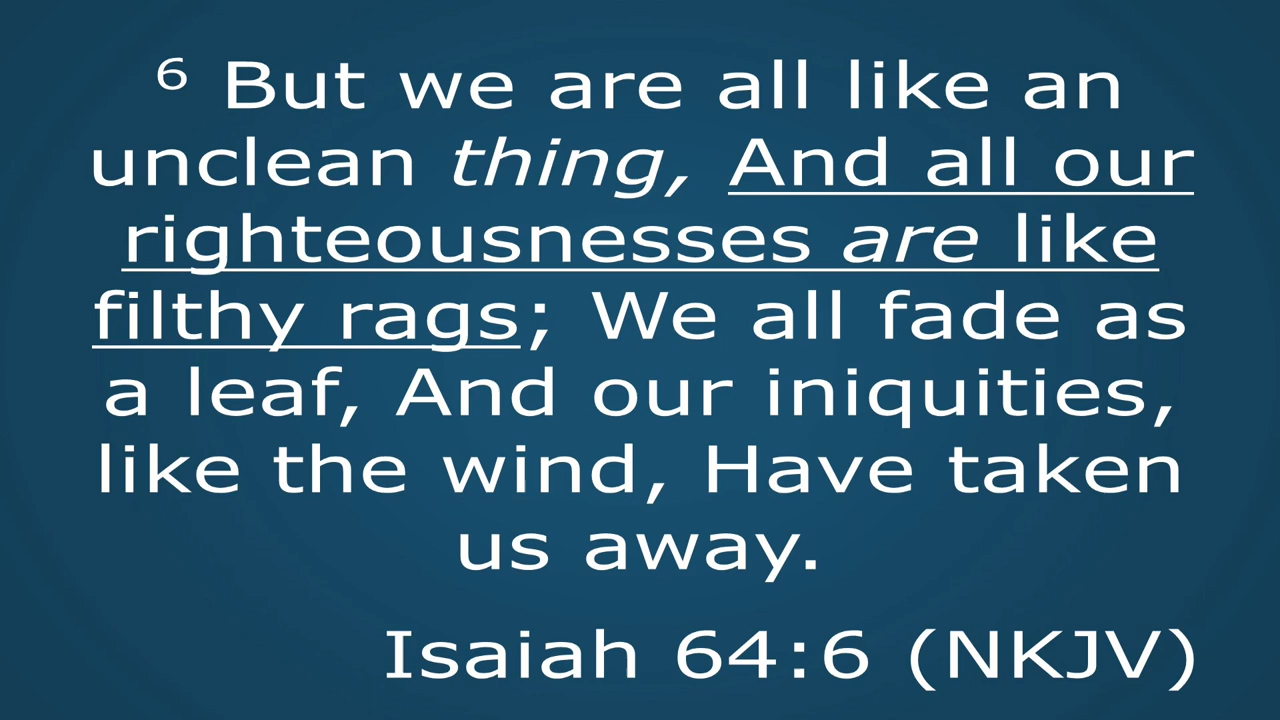 6 But we are all like an
unclean thing, And all our
righteousnesses are like
filthy rags; We all fade as
a leaf, And our iniquities,
like the wind, Have taken
us away.
Isaiah 64:6 (NKJV)